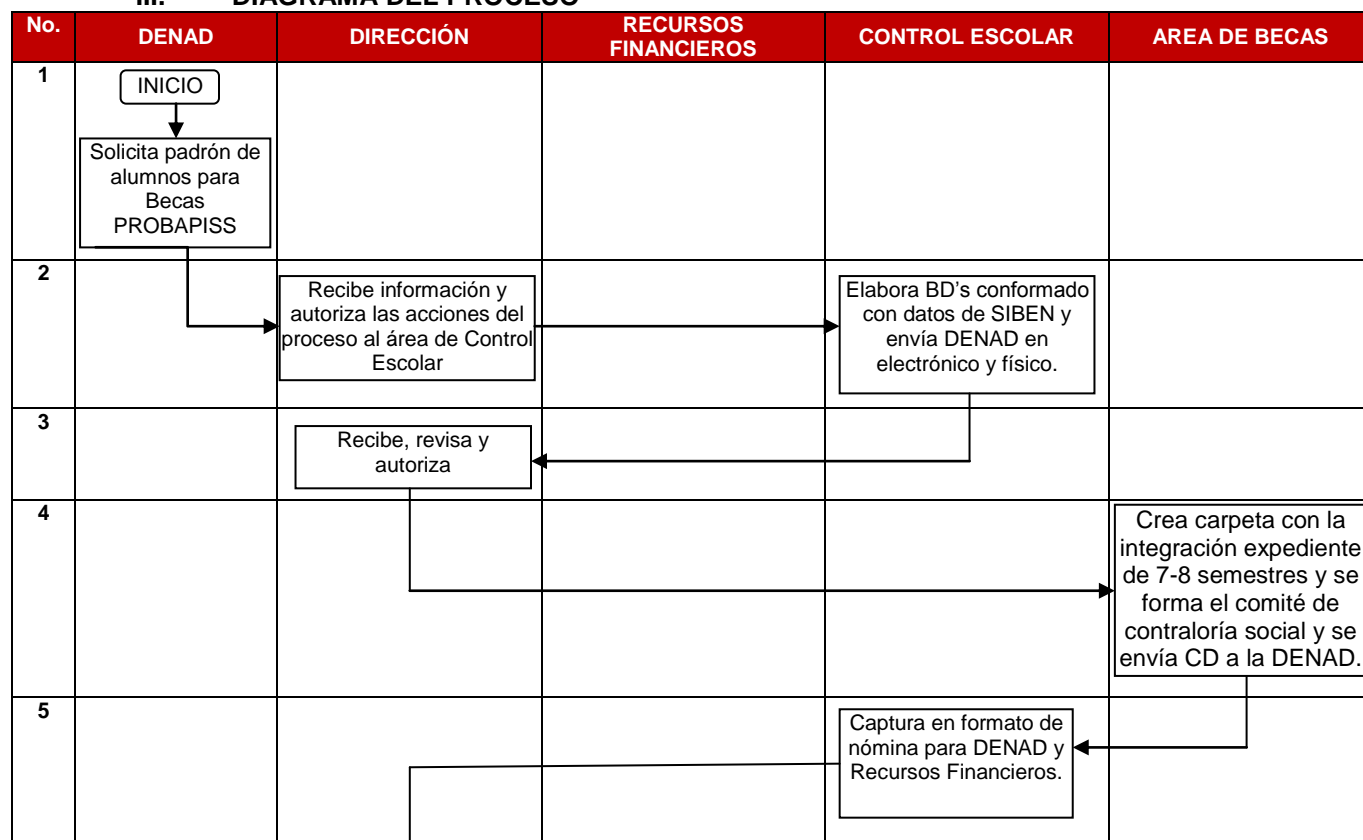 III. DIAGRAMA DEL PROCESO
No. DENAD DIRECCIÓN RECURSOS FINANCIEROS CONTROL ESCOLAR AREA DE BECAS
1
INICIO
Solicita padrón de
alumnos para
Becas
PROBAPISS
2
Recibe información y
autoriza las acciones del
proceso al área de Control
Escolar
Elabora BD’s conformado
con datos de SIBEN y
envía DENAD en
electrónico y físico.
3
Recibe, revisa y
autoriza
4
Crea carpeta con la
integración expediente
de 7-8 semestres y se
forma el comité de
contraloría social y se
envía CD a la DENAD.
5
Captura en formato de
nómina para DENAD y
Recursos Financieros.